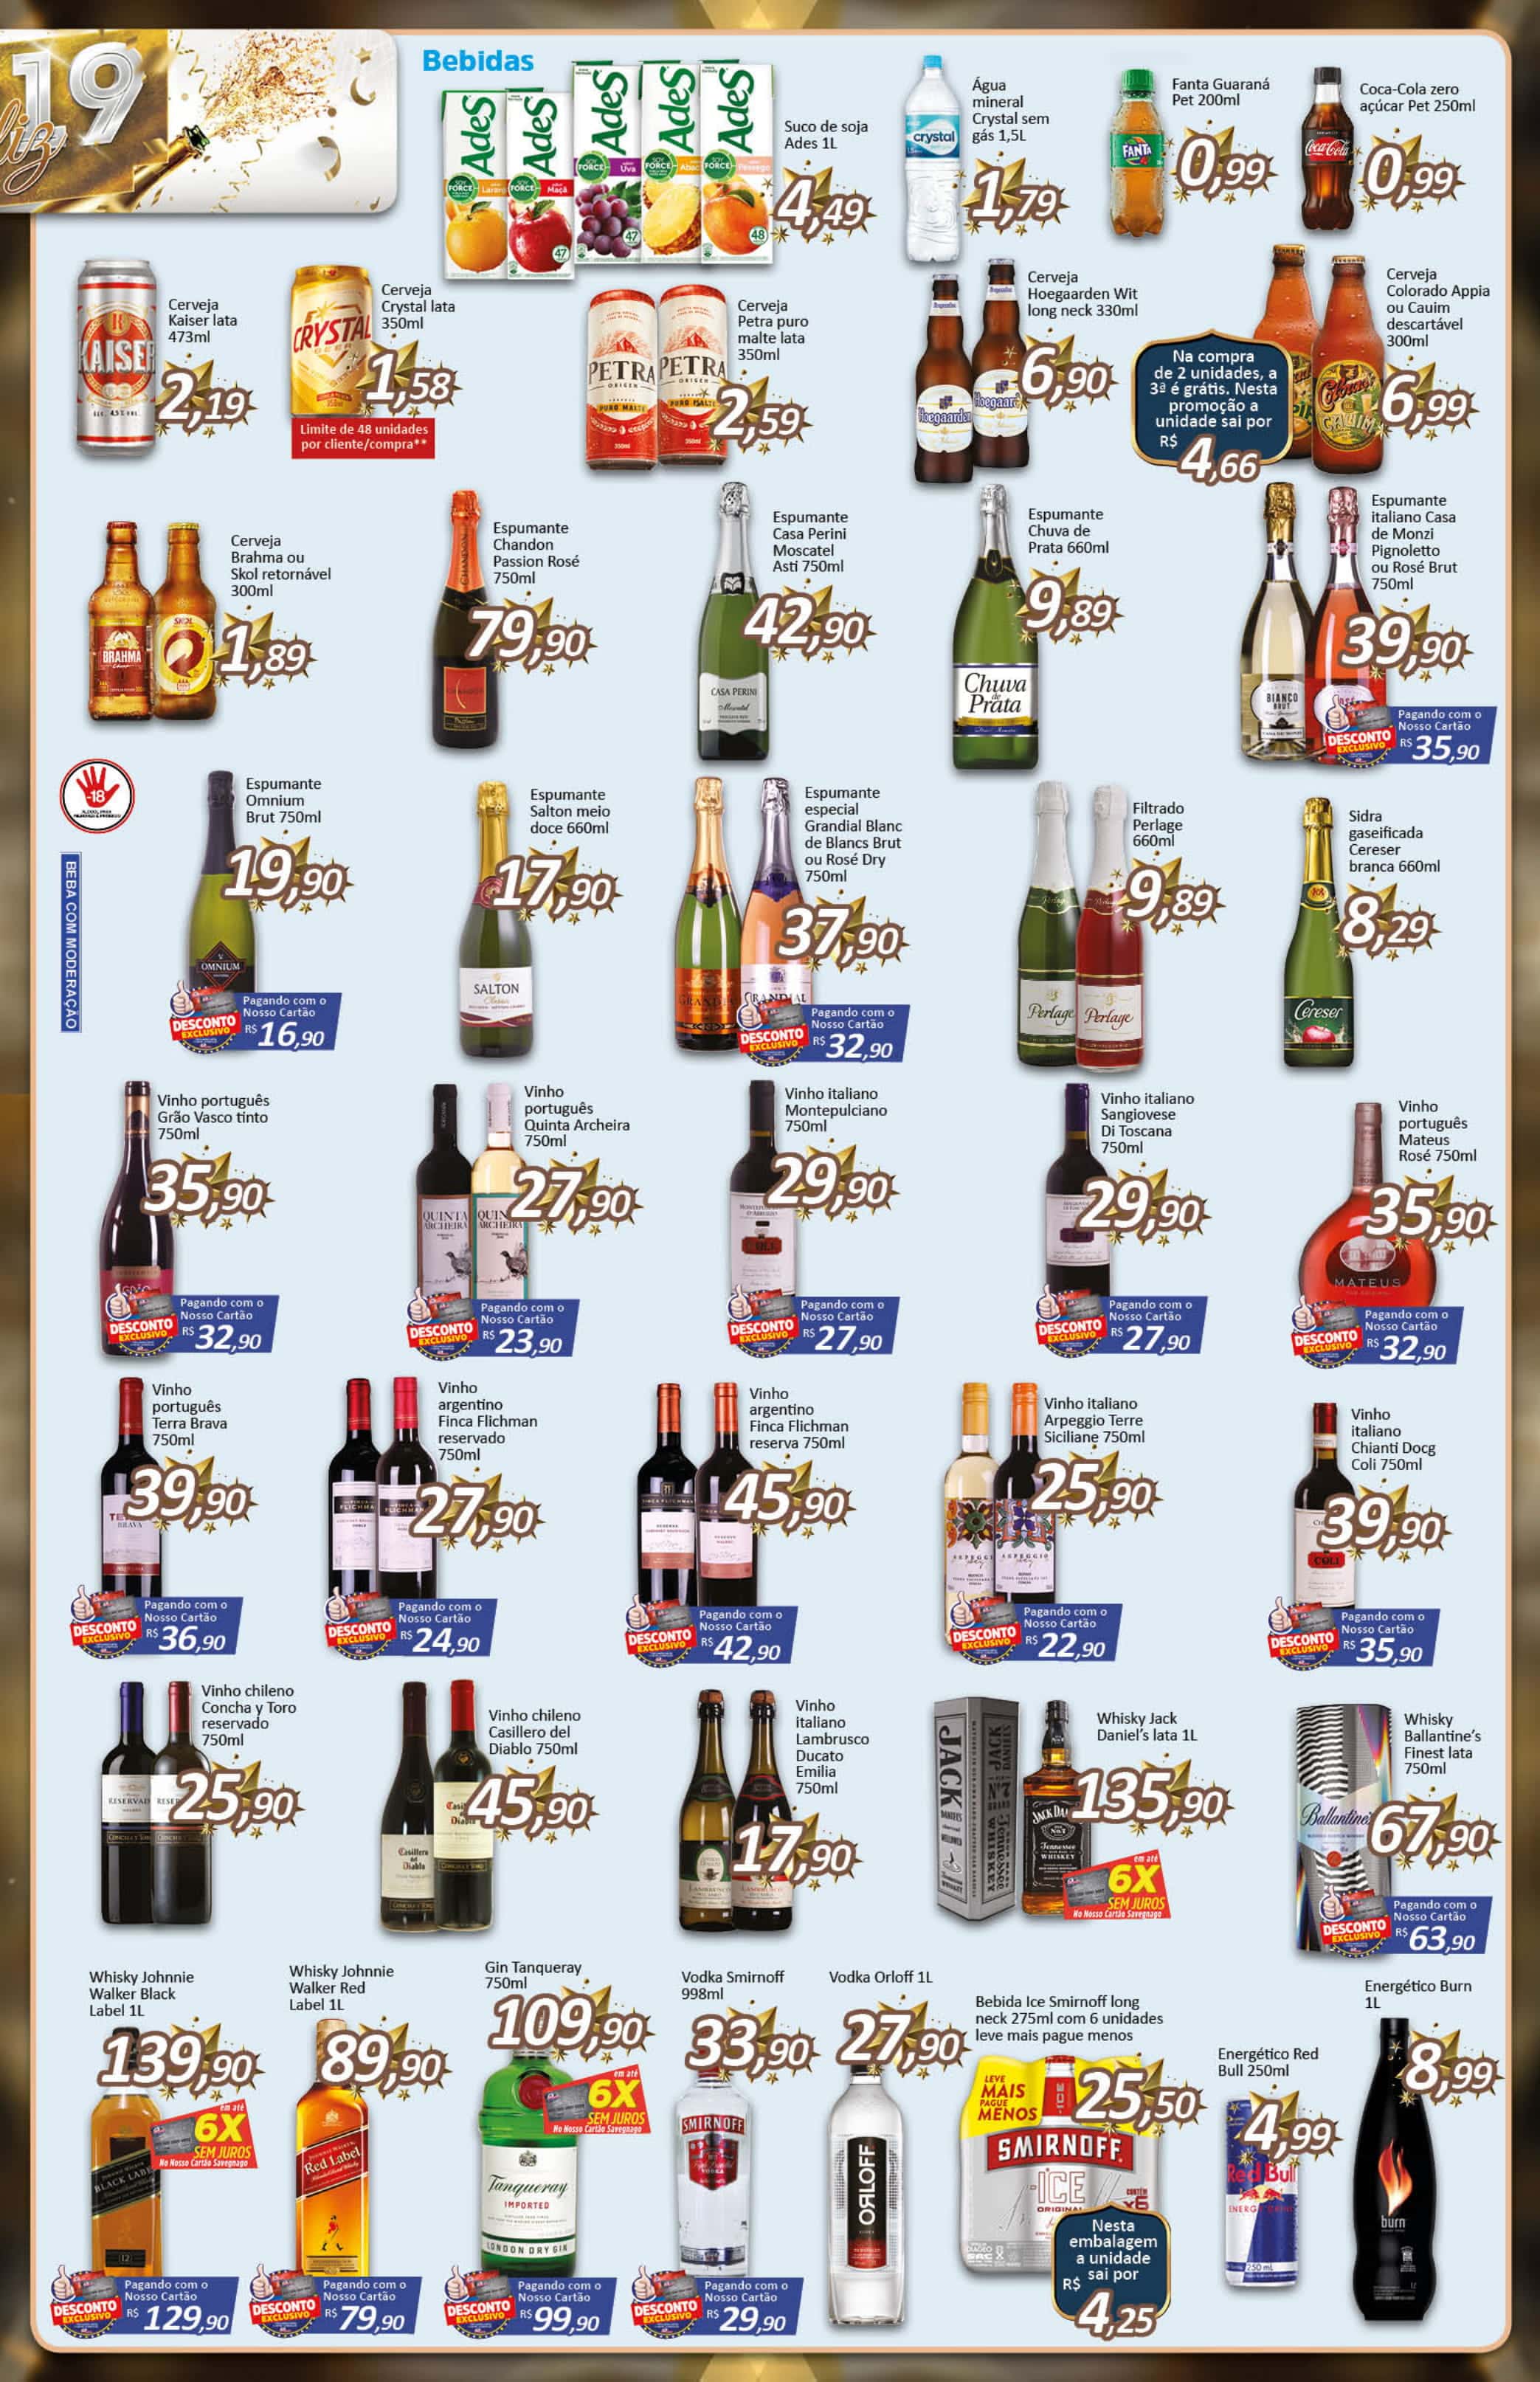 19
Bebidas
Suco de soja
Ades 1L
4,49
Água
mineral
Crystal sem
gás 1,5L
1,79
Fanta Guaraná
Pet 200ml
0,99
Coca-Cola zero
açúcar Pet 250ml
0,99
Cerveja
Kaiser lata
473ml
2,19
Cerveja
Crystal lata
350ml
1,58
Limite de 48 unidades
por cliente/compra**
Cerveja
Petra puro
malte lata
350ml
2,59
Cerveja
Hoegaarden Wit
long neck 330ml
6,90
Na compra
de 2 unidades, a
3ª é grátis. Nesta
promoção a
unidade sai por
R$
4,66
Cerveja
Colorado Appia
ou Cauim
descartável
300ml
6,99
Cerveja
Brahma ou
Skol retornável
300ml
1,89
Espumante
Chandon
Passion Rosé
750ml
79,90
Espumante
Casa Perini
Moscatel
Asti 750ml
42,90
Espumante
Chuva de
Prata 660ml
9,89
Espumante
italiano Casa
de Monzi
Pignoletto
ou Rosé Brut
750ml
39,90
Pagando com o
Nosso Cartão
DESCONTO
EXCLUSIVO
R$ 35,90
-18
BEBA COM MODERAÇÃO
Espumante
Omnium
Brut 750ml
19,90
Pagando com o
Nosso Cartão
DESCONTO
EXCLUSIVO
R$ 16,90
Espumante
Salton meio
doce 660ml
17,90
Espumante
especial
Grandial Blanc
de Blancs Brut
ou Rosé Dry
750ml
37,90
Pagando com o
Nosso Cartão
DESCONTO
EXCLUSIVO
R$ 32,90
Filtrado
Perlage
660ml
9,89
Sidra
gaseificada
Cereser
branca 660ml
8,29
Vinho português
Grão Vasco tinto
750ml
35,90
Pagando com o
Nosso Cartão
DESCONTO
EXCLUSIVO
R$ 32,90
Vinho
português
Quinta Archeira
750ml
27,90
Pagando com o
Nosso Cartão
DESCONTO
EXCLUSIVO
R$ 23,90
Vinho italiano
Montepulciano
750ml
29,90
Pagando com o
Nosso Cartão
DESCONTO
EXCLUSIVO
R$ 27,90
Vinho italiano
Sangiovese
Di Toscana
750ml
29,90
Pagando com o
Nosso Cartão
DESCONTO
EXCLUSIVO
R$ 27,90
Vinho
português
Mateus
Rosé 750ml
35,90
Pagando com o
Nosso Cartão
DESCONTO
EXCLUSIVO
R$ 32,90
Vinho
português
Terra Brava
750ml
39,90
Pagando com o
Nosso Cartão
DESCONTO
EXCLUSIVO
R$ 36,90
Vinho
argentino
Finca Flichman
reservado
750ml
27,90
Pagando com o
Nosso Cartão
DESCONTO
EXCLUSIVO
R$ 24,90
Vinho
argentino
Finca Flichman
reserva 750ml
45,90
Pagando com o
Nosso Cartão
DESCONTO
EXCLUSIVO
R$ 42,90
Vinho italiano
Arpeggio Terre
Siciliane 750ml
25,90
Pagando com o
Nosso Cartão
DESCONTO
EXCLUSIVO
R$ 22,90
Vinho
italiano
Chianti Docg
Coli 750ml
39,90
Pagando com o
Nosso Cartão
DESCONTO
EXCLUSIVO
R$ 35,90
Vinho chileno
Concha y Toro
reservado
750ml
25,90
Vinho chileno
Casillero del
Diablo 750ml
45,90
Vinho
italiano
Lambrusco
Ducato
Emilia
750ml
17,90
Whisky Jack
Daniel's lata 1L
135,90
em até
6X
SEM JUROS
No Nosso Cartão Savegnago
Whisky
Ballantine's
Finest lata
750ml
67,90
Pagando com o
Nosso Cartão
DESCONTO
EXCLUSIVO
R$ 63,90
Whisky Johnnie
Walker Black
Label 1L
139,90
em até
6X
SEM JUROS
No Nosso Cartão Savegnago
Pagando com o
Nosso Cartão
DESCONTO
EXCLUSIVO
R$ 129,90
Whisky Johnnie
Walker Red
Label 1L
89,90
Pagando com o
Nosso Cartão
DESCONTO
EXCLUSIVO
R$ 79,90
Gin Tanqueray
750ml
109,90
em até
6X
SEM JUROS
No Nosso Cartão Savegnago
Pagando com o
Nosso Cartão
DESCONTO
EXCLUSIVO
R$ 99,90
Vodka Smirnoff
998ml
33,90
Pagando com o
Nosso Cartão
DESCONTO
EXCLUSIVO
R$ 29,90
Vodka Orloff 1L
27,90
Bebida Ice Smirnoff long
neck 275ml com 6 unidades
leve mais pague menos
LEVE
MAIS
PAGUE
MENOS
25,50
SMIRNOFF
ICE
ORIGINAL
Nesta
embalagem
a unidade
sai por
R$
4,25
Energético Red
Bull 250ml
4,99
Energético Burn
1L
8,99